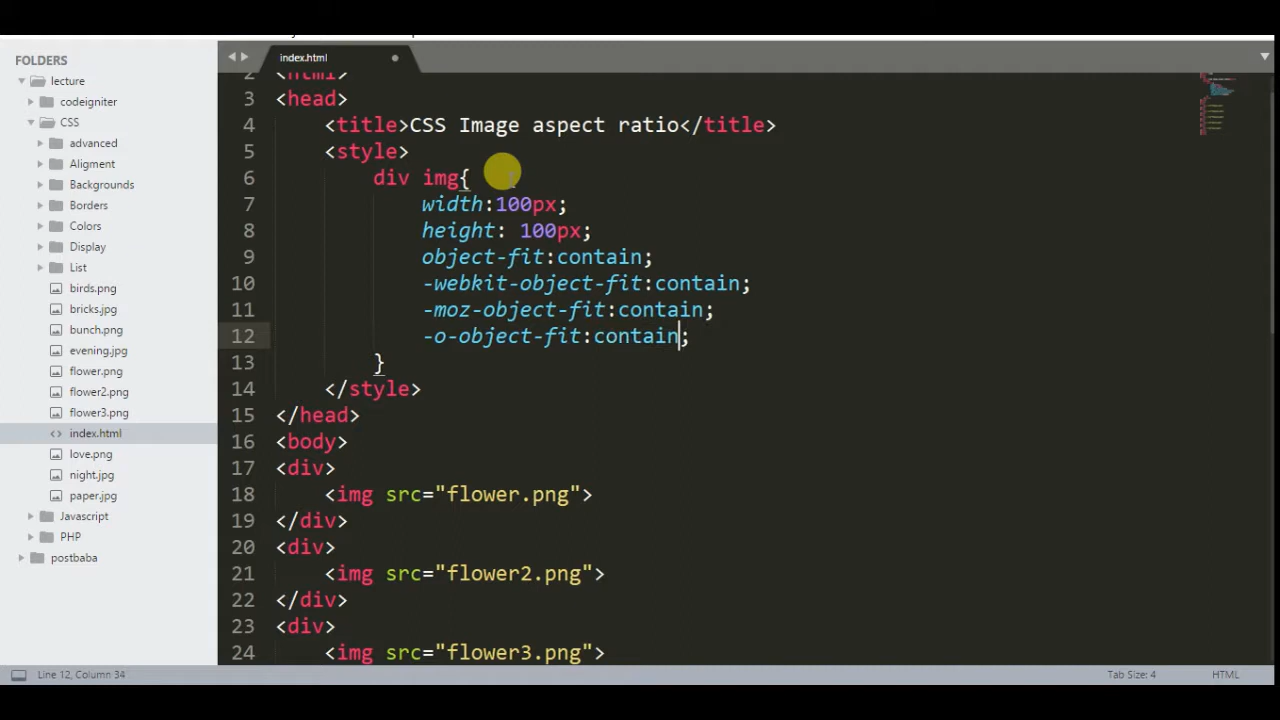 FOLDERS
lecture
codeigniter
CSS
advanced
Aligment
Backgrounds
Borders
Colors
Display
List
birds.png
bricks.jpg
bunch.png
evening.jpg
flower.png
flower2.png
flower3.png
index.html
love.png
night.jpg
paper.jpg
Javascript
PHP
postbaba
index.html
2 <html>
3 <head>
4 <title>CSS Image aspect ratio</title>
5 <style>
6 div img{
7 width:100px;
8 height: 100px;
9 object-fit:contain;
10 -webkit-object-fit:contain;
11 -moz-object-fit:contain;
12 -o-object-fit:contain;
13 }
14 </style>
15 </head>
16 <body>
17 <div>
18 <img src="flower.png">
19 </div>
20 <div>
21 <img src="flower2.png">
22 </div>
23 <div>
24 <img src="flower3.png">
Line 12, Column 34
Tab Size: 4
HTML